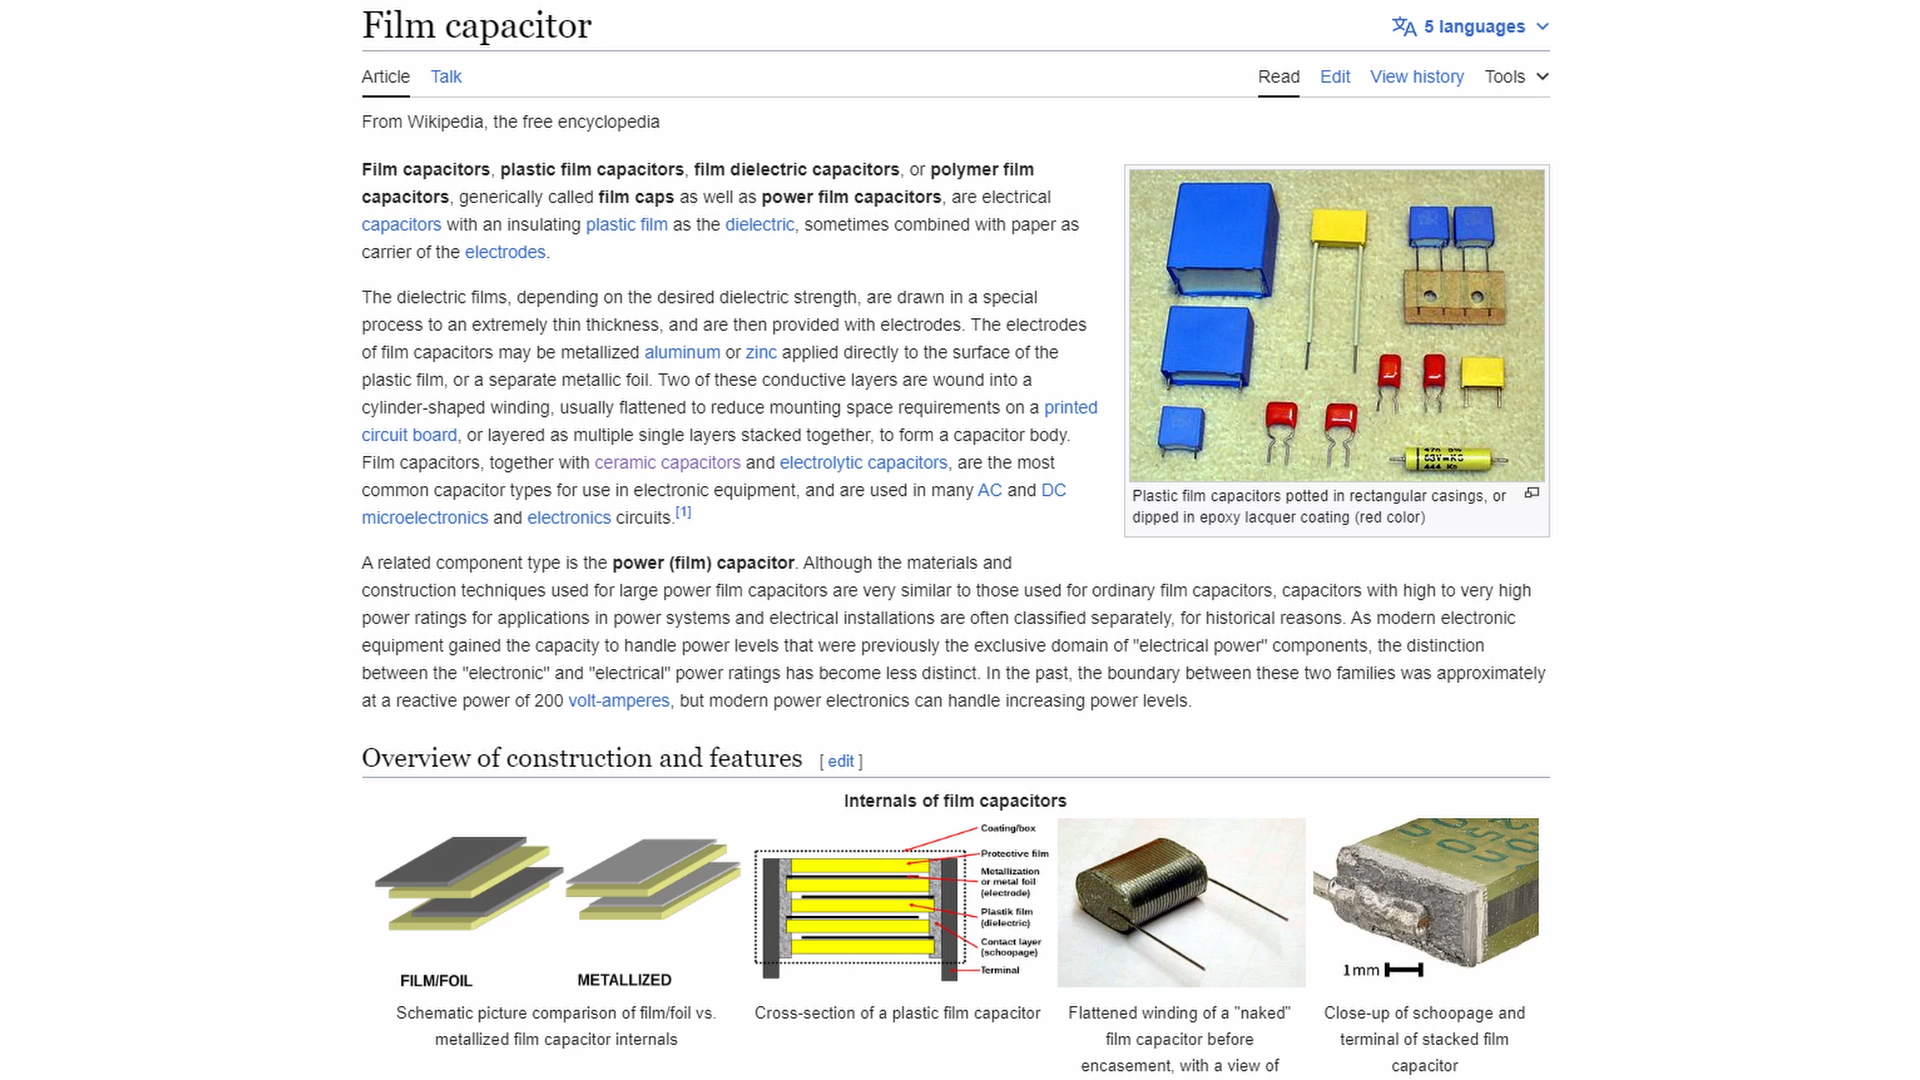 Film capacitor
5 languages
Article Talk
Read Edit View history Tools
From Wikipedia, the free encyclopedia
Film capacitors, plastic film capacitors, film dielectric capacitors, or polymer film
capacitors, generically called film caps as well as power film capacitors, are electrical
capacitors with an insulating plastic film as the dielectric, sometimes combined with paper as
carrier of the electrodes.
The dielectric films, depending on the desired dielectric strength, are drawn in a special
process to an extremely thin thickness, and are then provided with electrodes. The electrodes
of film capacitors may be metallized aluminum or zinc applied directly to the surface of the
plastic film, or a separate metallic foil. Two of these conductive layers are wound into a
cylinder-shaped winding, usually flattened to reduce mounting space requirements on a printed
circuit board, or layered as multiple single layers stacked together, to form a capacitor body.
Film capacitors, together with ceramic capacitors and electrolytic capacitors, are the most
common capacitor types for use in electronic equipment, and are used in many AC and DC
microelectronics and electronics circuits.[1]
Plastic film capacitors potted in rectangular casings, or
dipped in epoxy lacquer coating (red color)
A related component type is the power (film) capacitor. Although the materials and
construction techniques used for large power film capacitors are very similar to those used for ordinary film capacitors, capacitors with high to very high
power ratings for applications in power systems and electrical installations are often classified separately, for historical reasons. As modern electronic
equipment gained the capacity to handle power levels that were previously the exclusive domain of "electrical power" components, the distinction
between the "electronic" and "electrical" power ratings has become less distinct. In the past, the boundary between these two families was approximately
at a reactive power of 200 volt-amperes, but modern power electronics can handle increasing power levels.
Overview of construction and features [ edit ]
Internals of film capacitors
FILM/FOIL
METALLIZED
Schematic picture comparison of film/foil vs.
metallized film capacitor internals
Coating/box
Protective film
Metallization
or metal foil
(electrode)
Plastik film
(dielectric)
Contact layer
(schoopage)
Terminal
Cross-section of a plastic film capacitor
Flattened winding of a "naked"
film capacitor before
encasement, with a view of
1mm
Close-up of schoopage and
terminal of stacked film
capacitor